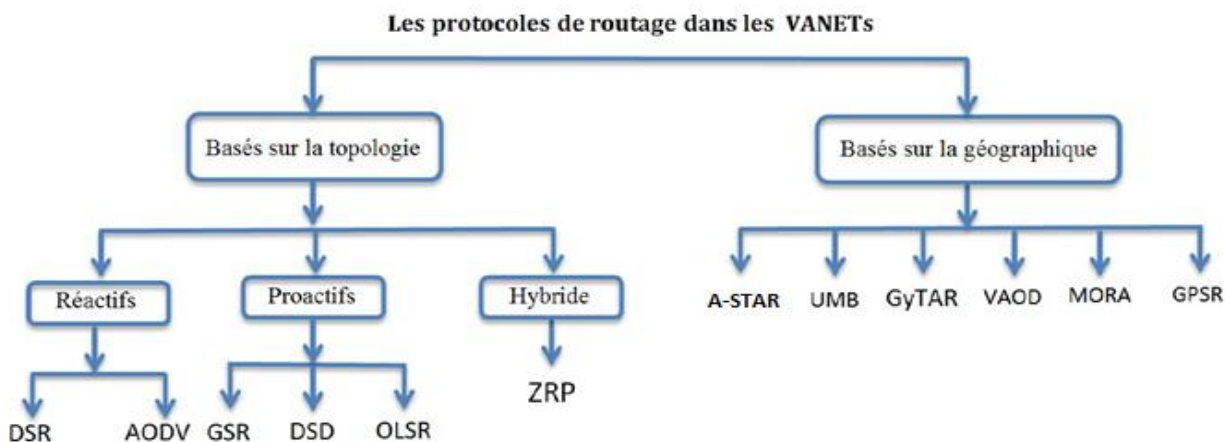 Les protocoles de routage dans les VANETs
Basés sur la topologie
Basés sur la géographique
Réactifs
Proactifs
Hybride
A-STAR
UMB
GyTAR
VAOD
MORA
GPSR
ZRP
DSR
AODV
GSR
DSD
OLSR